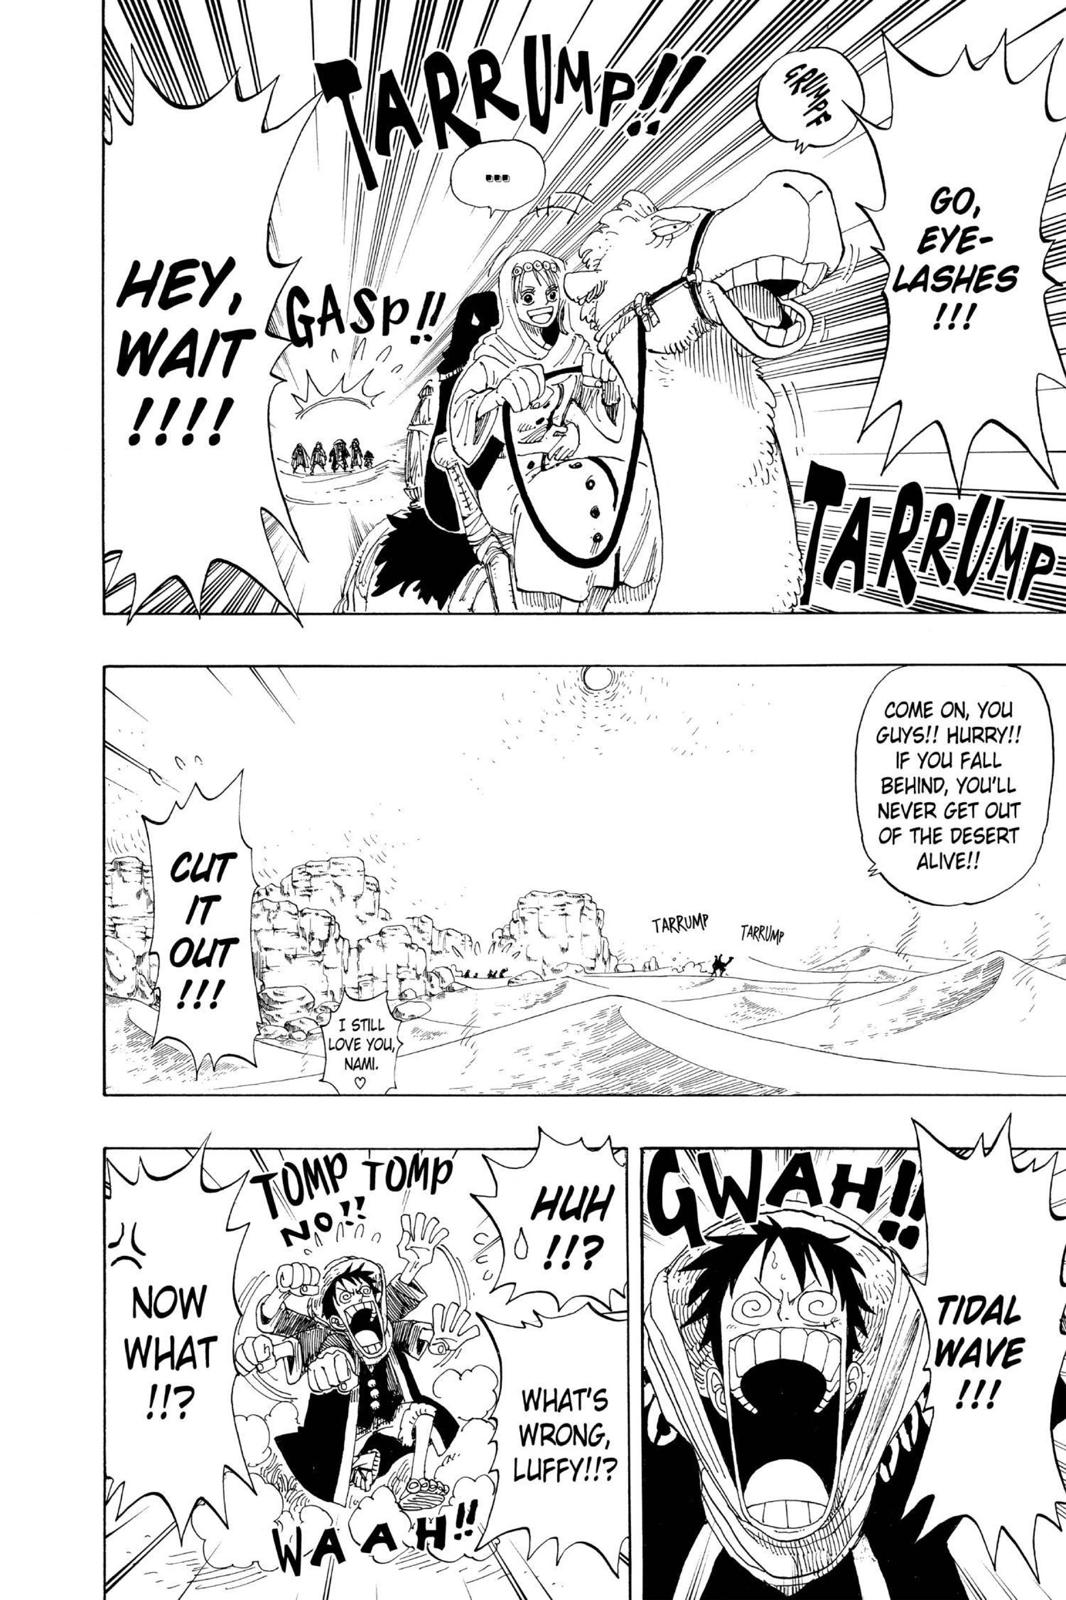 GRUMPF
GO,
EYE-
LASHES
!!!
TARRUMP!!
...
GASP!!
HEY,
WAIT
!!!!
TARRUMP
COME ON, YOU
GUYS!! HURRY!!
IF YOU FALL
BEHIND, YOU'LL
NEVER GET OUT
OF THE DESERT
ALIVE!!
TARRUMP
TARRUMP
CUT
IT
OUT
!!!
I STILL
LOVE YOU,
NAMI.
♡
TIDAL
WAVE
!!!
GWAH!!
HUH
!!?
WHAT'S
WRONG,
LUFFY!!?
TOMP TOMP
NO!!
WAAH!!
NOW
WHAT
!!?